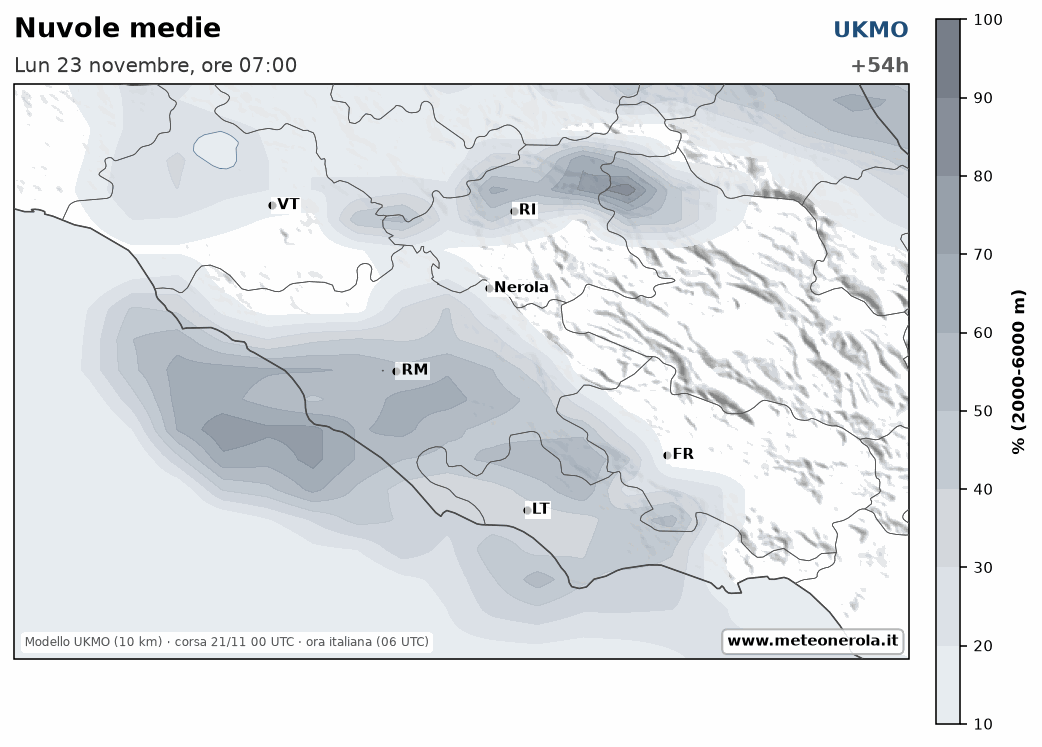 Nuvole medie
UKMO
Lun 23 novembre, ore 07:00
+54h
100
90
80
70
60
50
40
30
20
10
% (2000-6000 m)
VT
RI
Nerola
RM
FR
LT
Modello UKMO (10 km) · corsa 21/11 00 UTC · ora italiana (06 UTC)
www.meteonerola.it